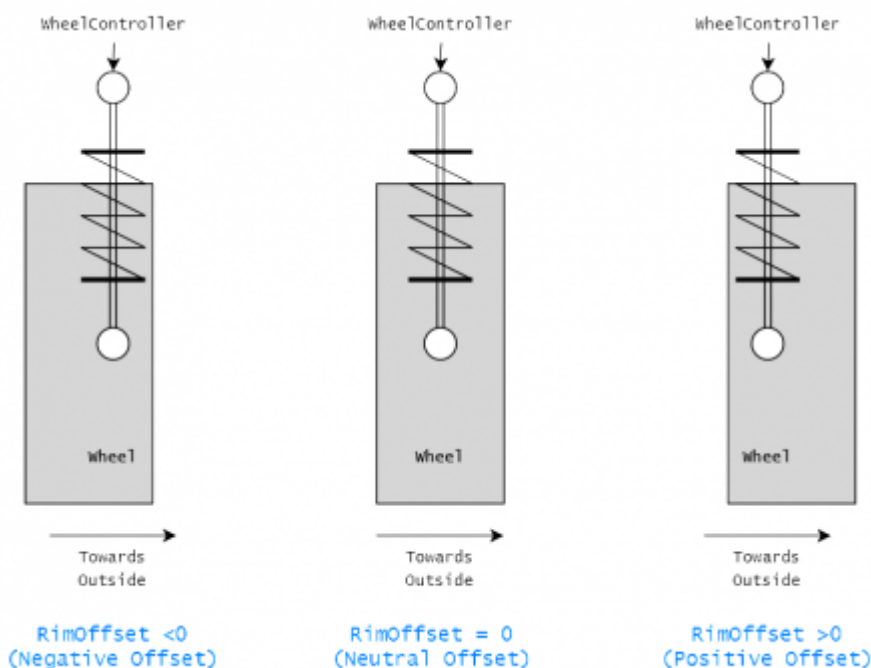 WheelController
WheelController
WheelController
Wheel
Wheel
Wheel
Towards
Outside
Towards
Outside
Towards
Outside
RimOffset <0
(Negative Offset)
RimOffset = 0
(Neutral Offset)
RimOffset >0
(Positive Offset)